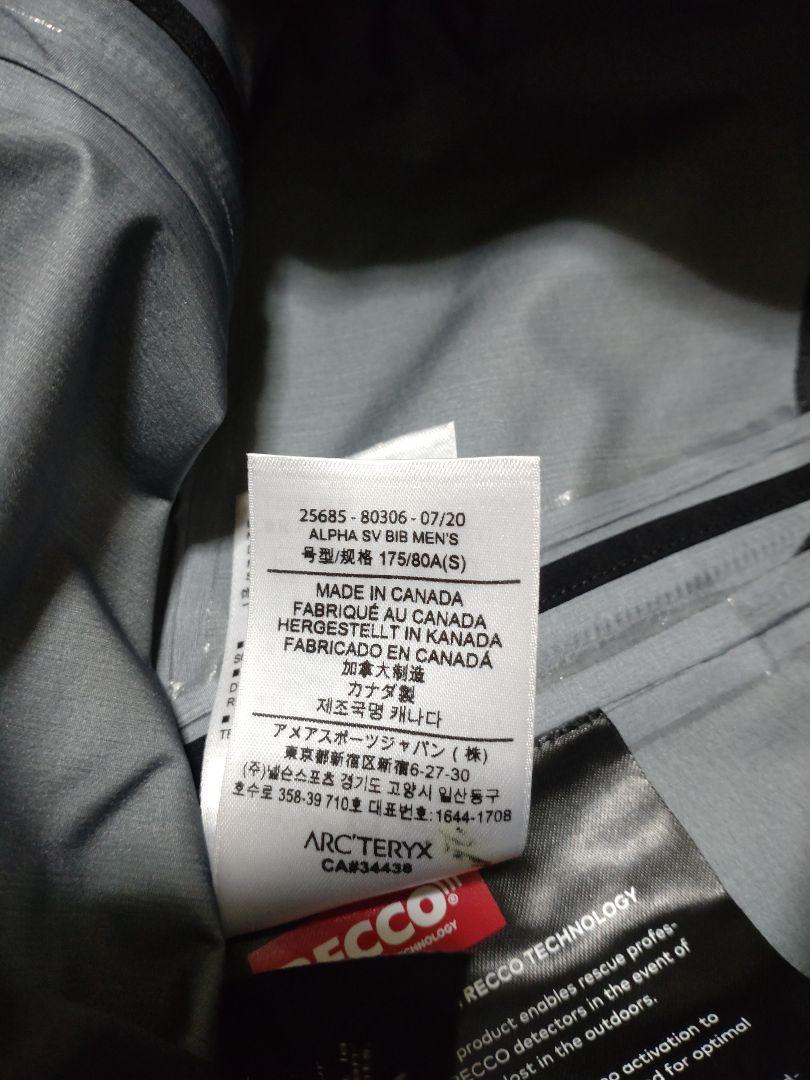 25685 - 80306 - 07/20
ALPHA SV BIB MEN'S
号型/规格 175/80A(S)
MADE IN CANADA
FABRIQUÉ AU CANADA
HERGESTELLT IN KANADA
FABRICADO EN CANADÁ
加拿大制造
カナダ製
제조국명 캐나다
アメアスポーツジャパン ( 株)
東京都新宿区新宿6-27-30
(주)넬슨스포츠 경기도 고양시 일산동구
호수로 358-39 710호 대표번호:1644-1708
ARC'TERYX
CA#34438
RECCO
TECHNOLOGY
RECCO TECHNOLOGY
product enables rescue profes-
RECCO detectors in the event of
lost in the outdoors.
no activation to
for optimal